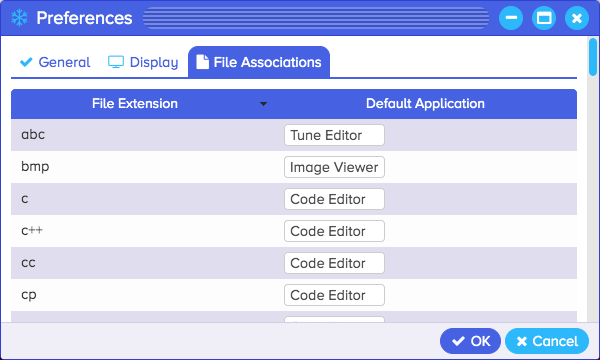 Preferences
General Display File Associations
File Extension Default Application
abc Tune Editor
bmp Image Viewer
c Code Editor
c++ Code Editor
cc Code Editor
cp Code Editor
OK Cancel